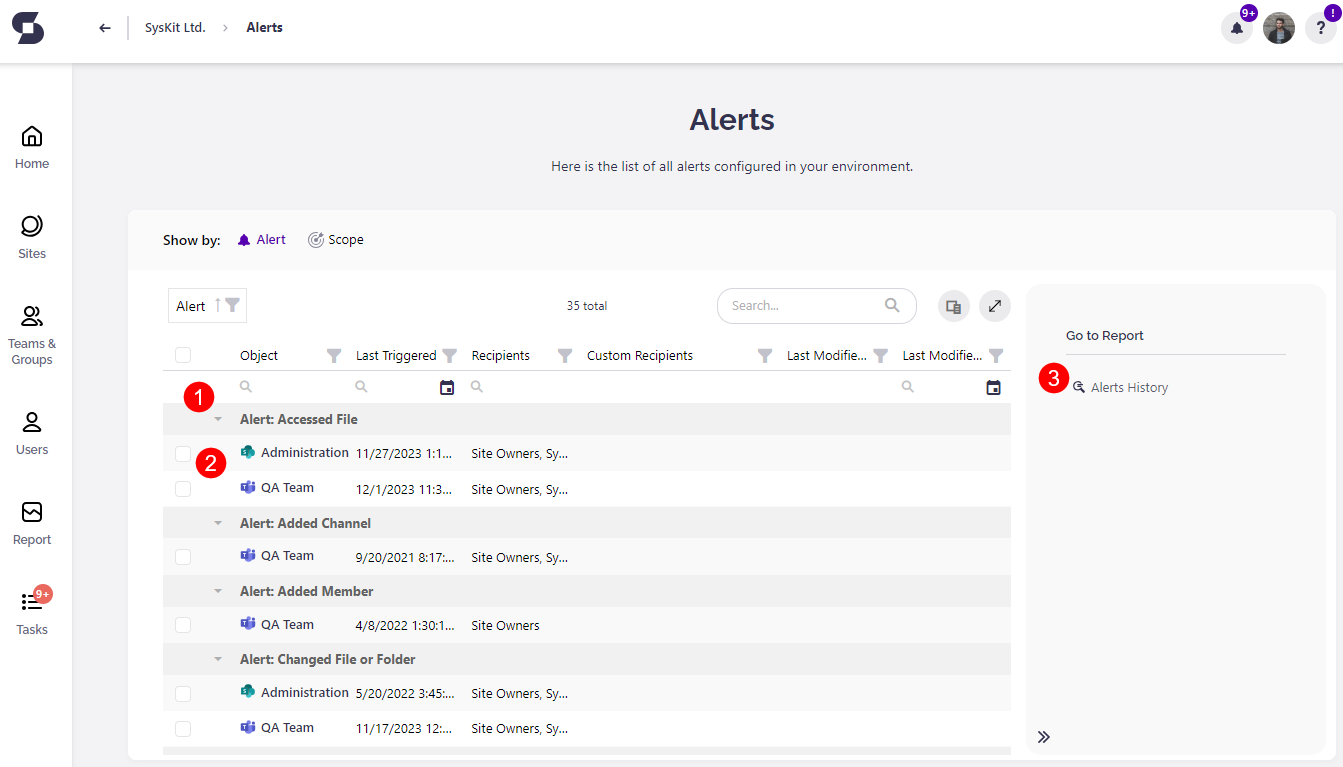 SysKit Ltd. > Alerts
9+
!
?
Alerts
Here is the list of all alerts configured in your environment.
Home
Sites
Teams &
Groups
Users
Report
9+
Tasks
Show by: Alert Scope
Alert
35 total
Search...
Object Last Triggered Recipients Custom Recipients Last Modifie... Last Modifie...
1
Alert: Accessed File
Administration 11/27/2023 1:1... Site Owners, Sy...
2
QA Team 12/1/2023 11:3... Site Owners, Sy...
Alert: Added Channel
QA Team 9/20/2021 8:17:... Site Owners, Sy...
Alert: Added Member
QA Team 4/8/2022 1:30:1... Site Owners
Alert: Changed File or Folder
Administration 5/20/2022 3:45:... Site Owners, Sy...
QA Team 11/17/2023 12:... Site Owners, Sy...
Go to Report
3 Alerts History